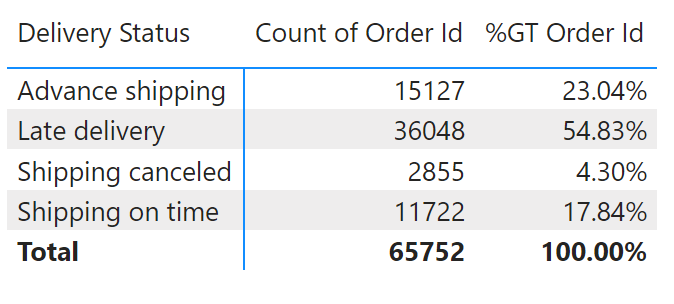 Delivery Status Count of Order Id %GT Order Id
Advance shipping 15127 23.04%
Late delivery 36048 54.83%
Shipping canceled 2855 4.30%
Shipping on time 11722 17.84%
Total 65752 100.00%